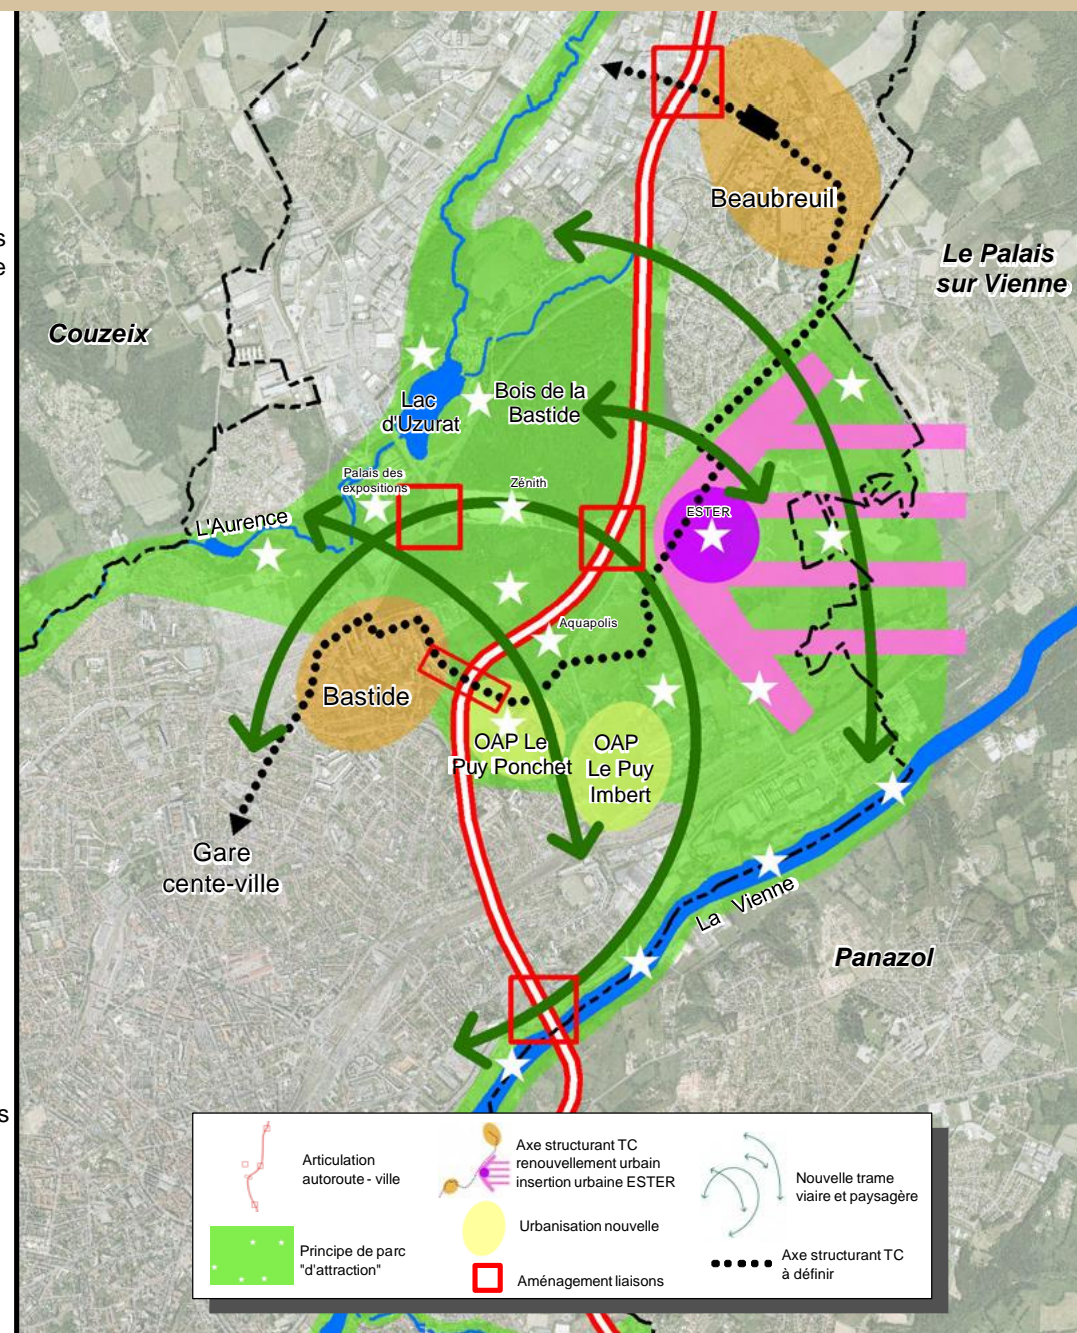 s
e
Beaubreuil
Le Palais
sur Vienne
Couzeix
Lac
d'Uzurat
Bois de la
Bastide
Palais des
expositions
Zénith
ESTER
L'Aurence
Aquapolis
Bastide
OAP Le
Puy Ponchet
OAP
Le Puy
Imbert
Gare
cente-ville
La Vienne
Panazol
s
Articulation
autoroute - ville
Principe de parc
"d'attraction"
Axe structurant TC
renouvellement urbain
insertion urbaine ESTER
Urbanisation nouvelle
Aménagement liaisons
Nouvelle trame
viaire et paysagère
Axe structurant TC
à définir